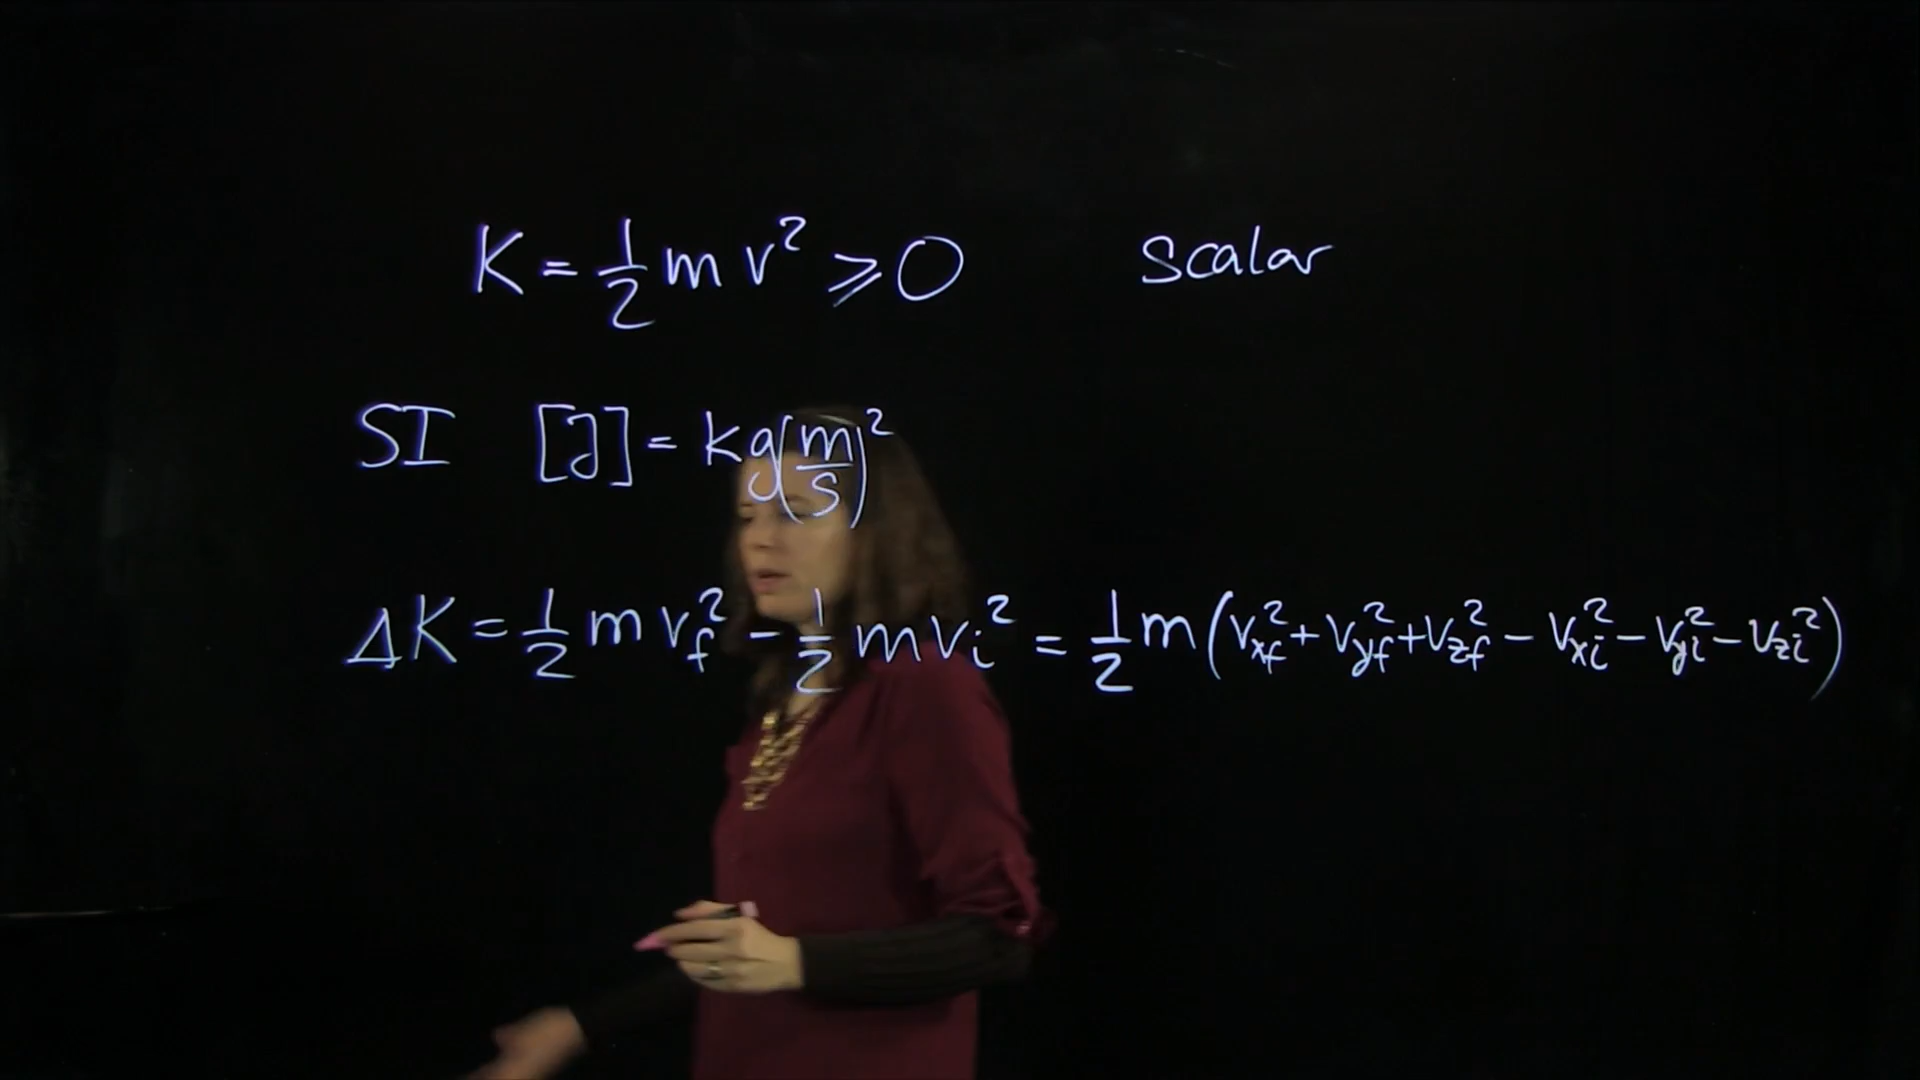 K = 1/2 m v² ⩾ 0 scalar
SI [J] = kg(m/s)²
ΔK = 1/2 m v_f² - 1/2 m v_i² = 1/2 m (v_xf² + v_yf² + v_zf² - v_xi² - v_yi² - v_zi²)